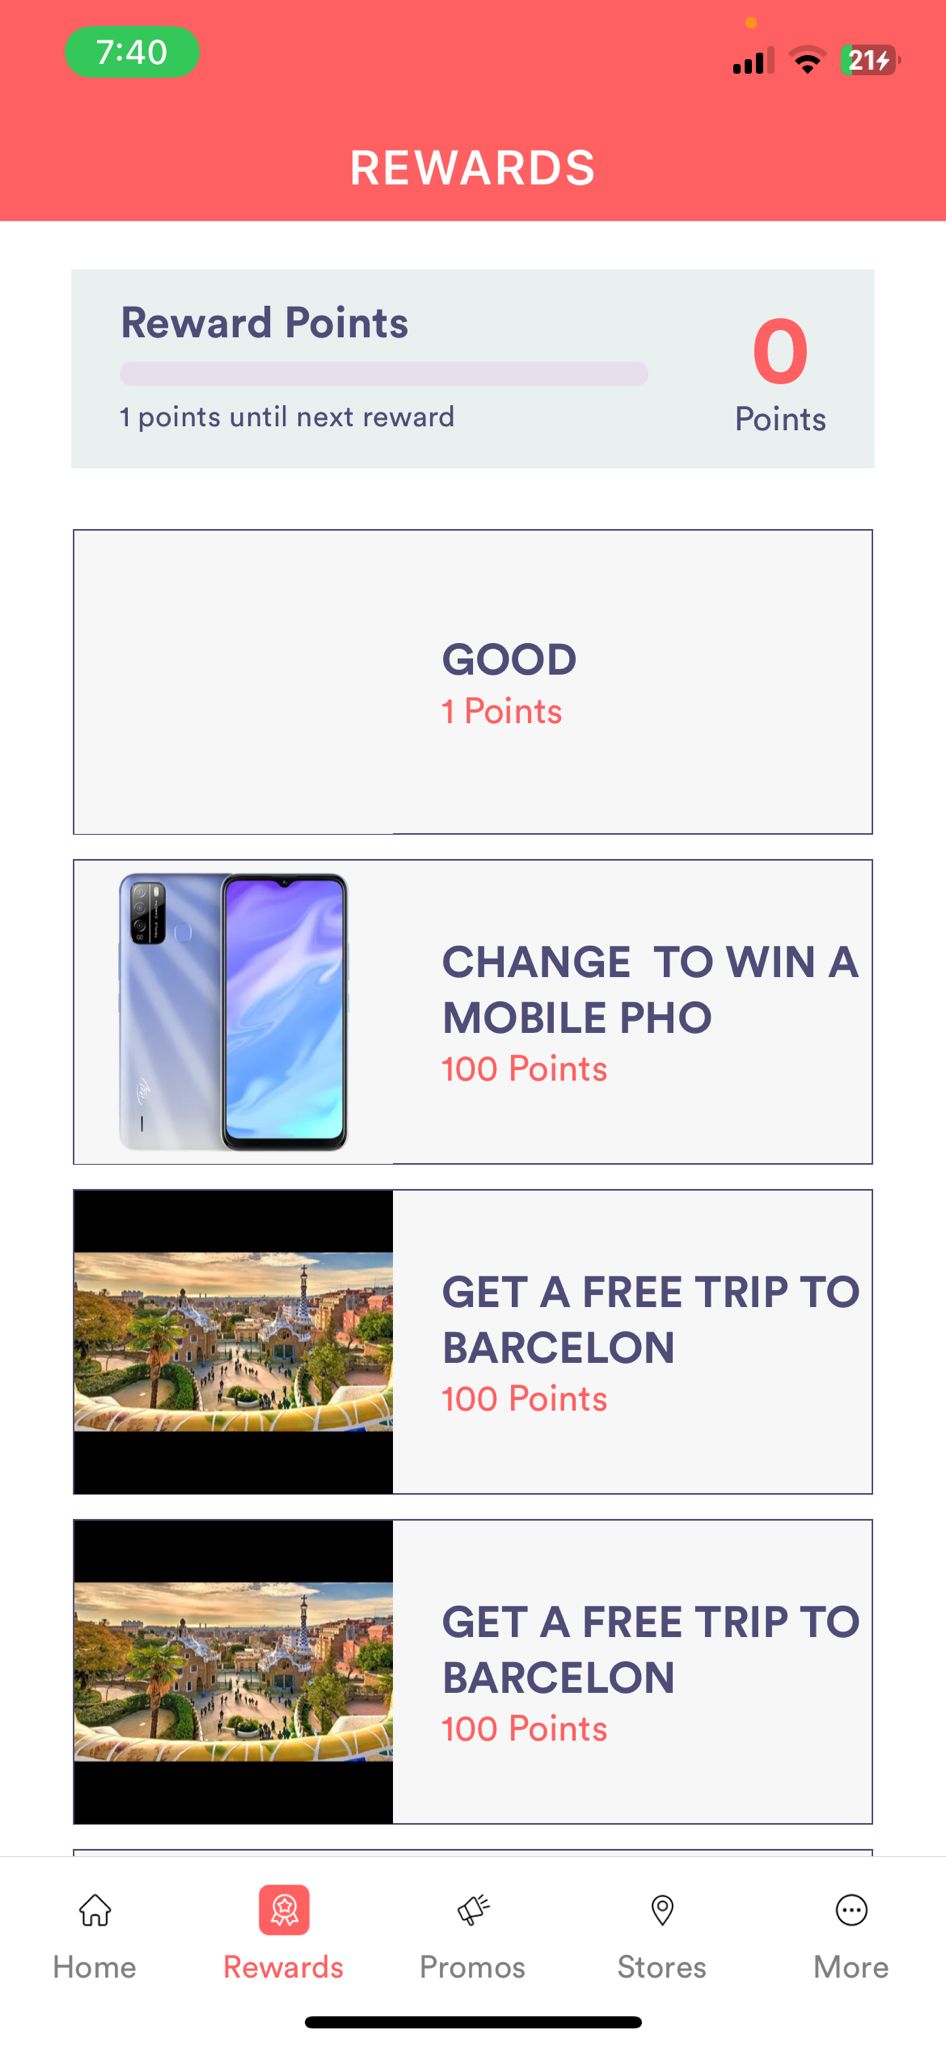 7:40
21
REWARDS
Reward Points
1 points until next reward
0
Points
GOOD
1 Points
CHANGE  TO WIN A
MOBILE PHO
100 Points
GET A FREE TRIP TO
BARCELON
100 Points
GET A FREE TRIP TO
BARCELON
100 Points
Home
Rewards
Promos
Stores
More